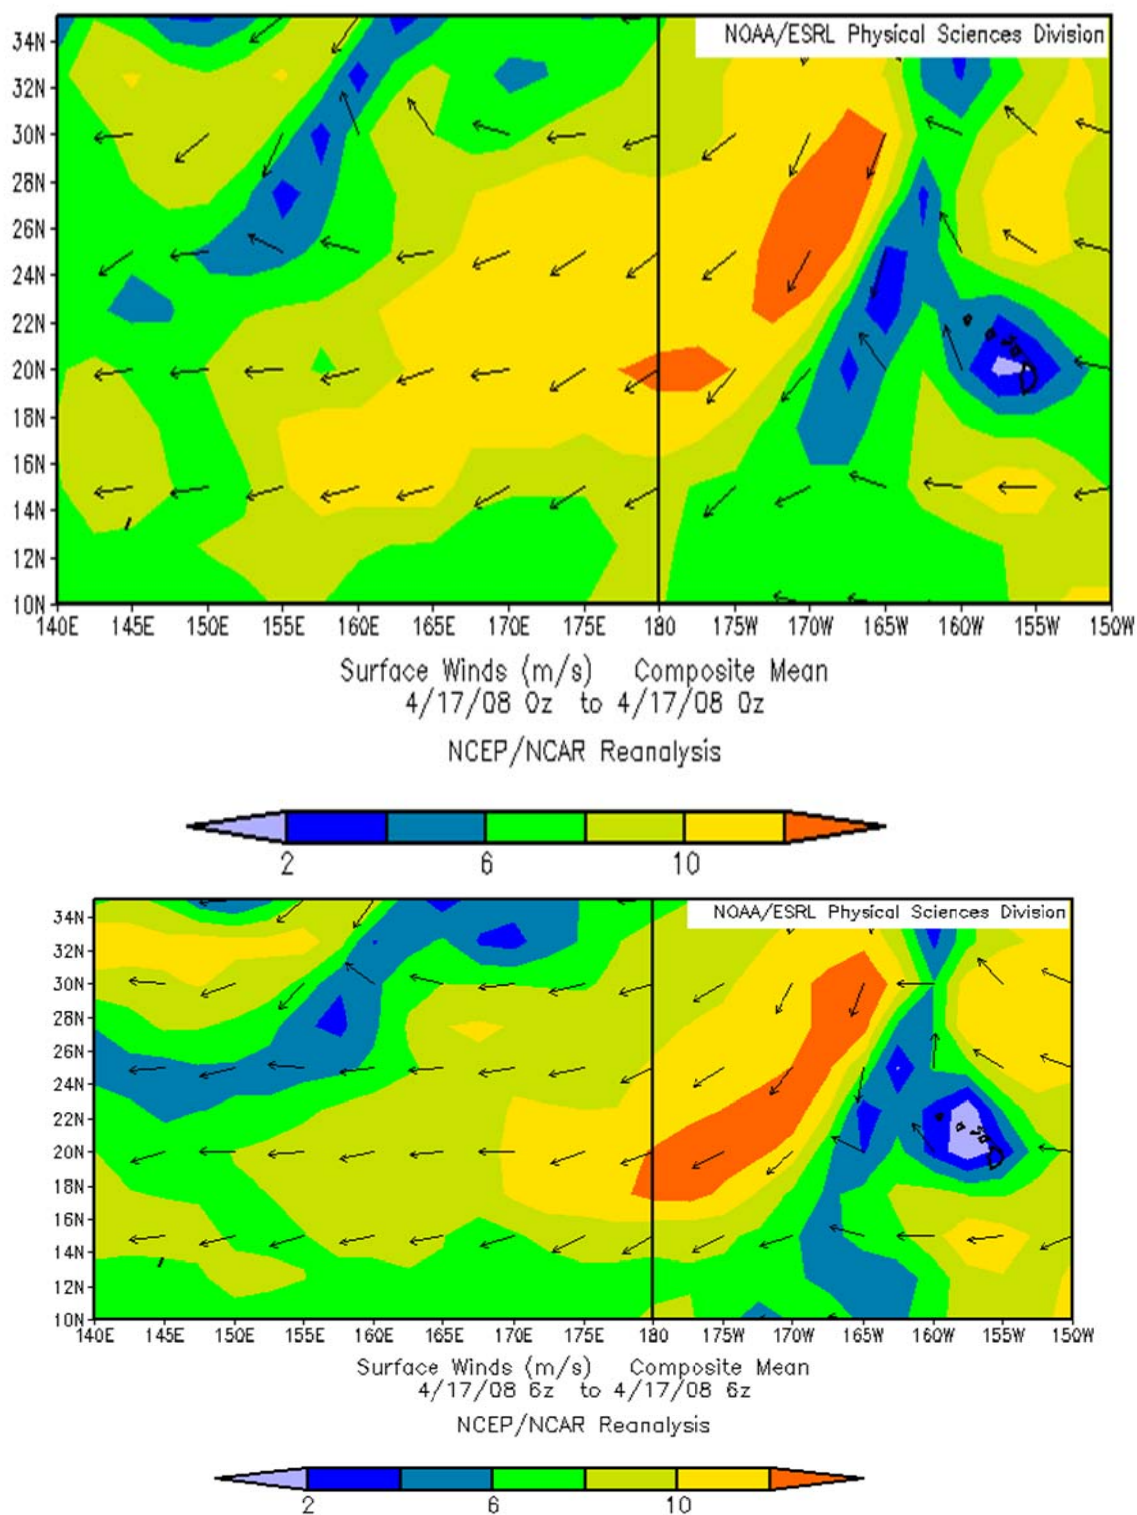 NOAA/ESRL Physical Sciences Division
34N
32N
30N
28N
26N
24N
22N
20N
18N
16N
14N
12N
10N
140E 145E 150E 155E 160E 165E 170E 175E 180 175W 170W 165W 160W 155W 150W
Surface Winds (m/s) Composite Mean
4/17/08 0z to 4/17/08 0z
NCEP/NCAR Reanalysis
2 6 10
NOAA/ESRL Physical Sciences Division
34N
32N
30N
28N
26N
24N
22N
20N
18N
16N
14N
12N
10N
140E 145E 150E 155E 160E 165E 170E 175E 180 175W 170W 165W 160W 155W 150W
Surface Winds (m/s) Composite Mean
4/17/08 6z to 4/17/08 6z
NCEP/NCAR Reanalysis
2 6 10